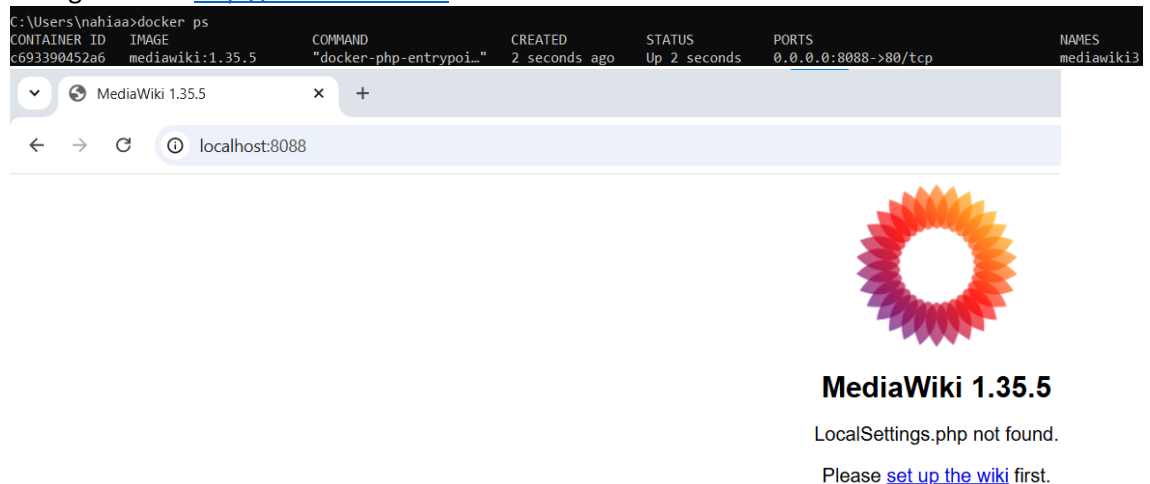 C:\Users\nahiaa>docker ps
CONTAINER ID IMAGE COMMAND CREATED STATUS PORTS NAMES
c693390452a6 mediawiki:1.35.5 "docker-php-entrypoi…" 2 seconds ago Up 2 seconds 0.0.0.0:8088->80/tcp mediawiki3
MediaWiki 1.35.5
localhost:8088
MediaWiki 1.35.5
LocalSettings.php not found.
Please set up the wiki first.